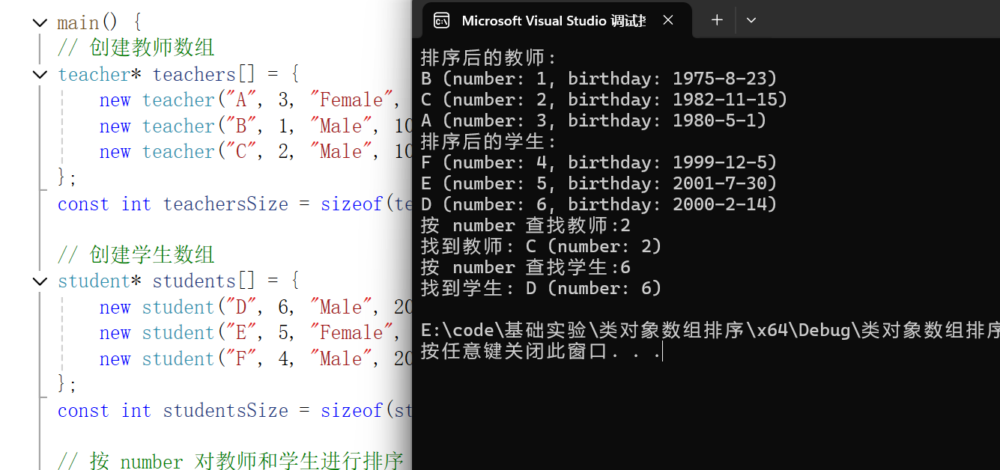 main() {
// 创建教师数组
teacher* teachers[] = {
new teacher("A", 3, "Female",
new teacher("B", 1, "Male", 10
new teacher("C", 2, "Male", 10
};
const int teachersSize = sizeof(te
// 创建学生数组
student* students[] = {
new student("D", 6, "Male", 20
new student("E", 5, "Female",
new student("F", 4, "Male", 20
};
const int studentsSize = sizeof(st
// 按 number 对教师和学生进行排序
Microsoft Visual Studio 调试
排序后的教师:
B (number: 1, birthday: 1975-8-23)
C (number: 2, birthday: 1982-11-15)
A (number: 3, birthday: 1980-5-1)
排序后的学生:
F (number: 4, birthday: 1999-12-5)
E (number: 5, birthday: 2001-7-30)
D (number: 6, birthday: 2000-2-14)
按 number 查找教师:2
找到教师: C (number: 2)
按 number 查找学生:6
找到学生: D (number: 6)
E:\code\基础实验\类对象数组排序\x64\Debug\类对象数组排序
按任意键关闭此窗口. . .